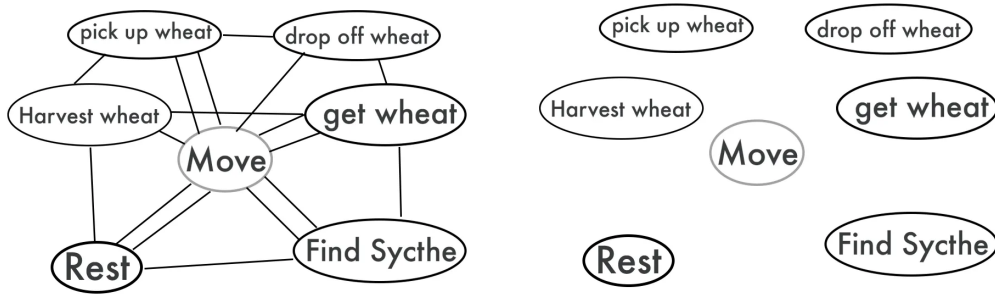 pick up wheat
drop off wheat
Harvest wheat
get wheat
Move
Rest
Find Sycthe
pick up wheat
drop off wheat
Harvest wheat
get wheat
Move
Rest
Find Sycthe